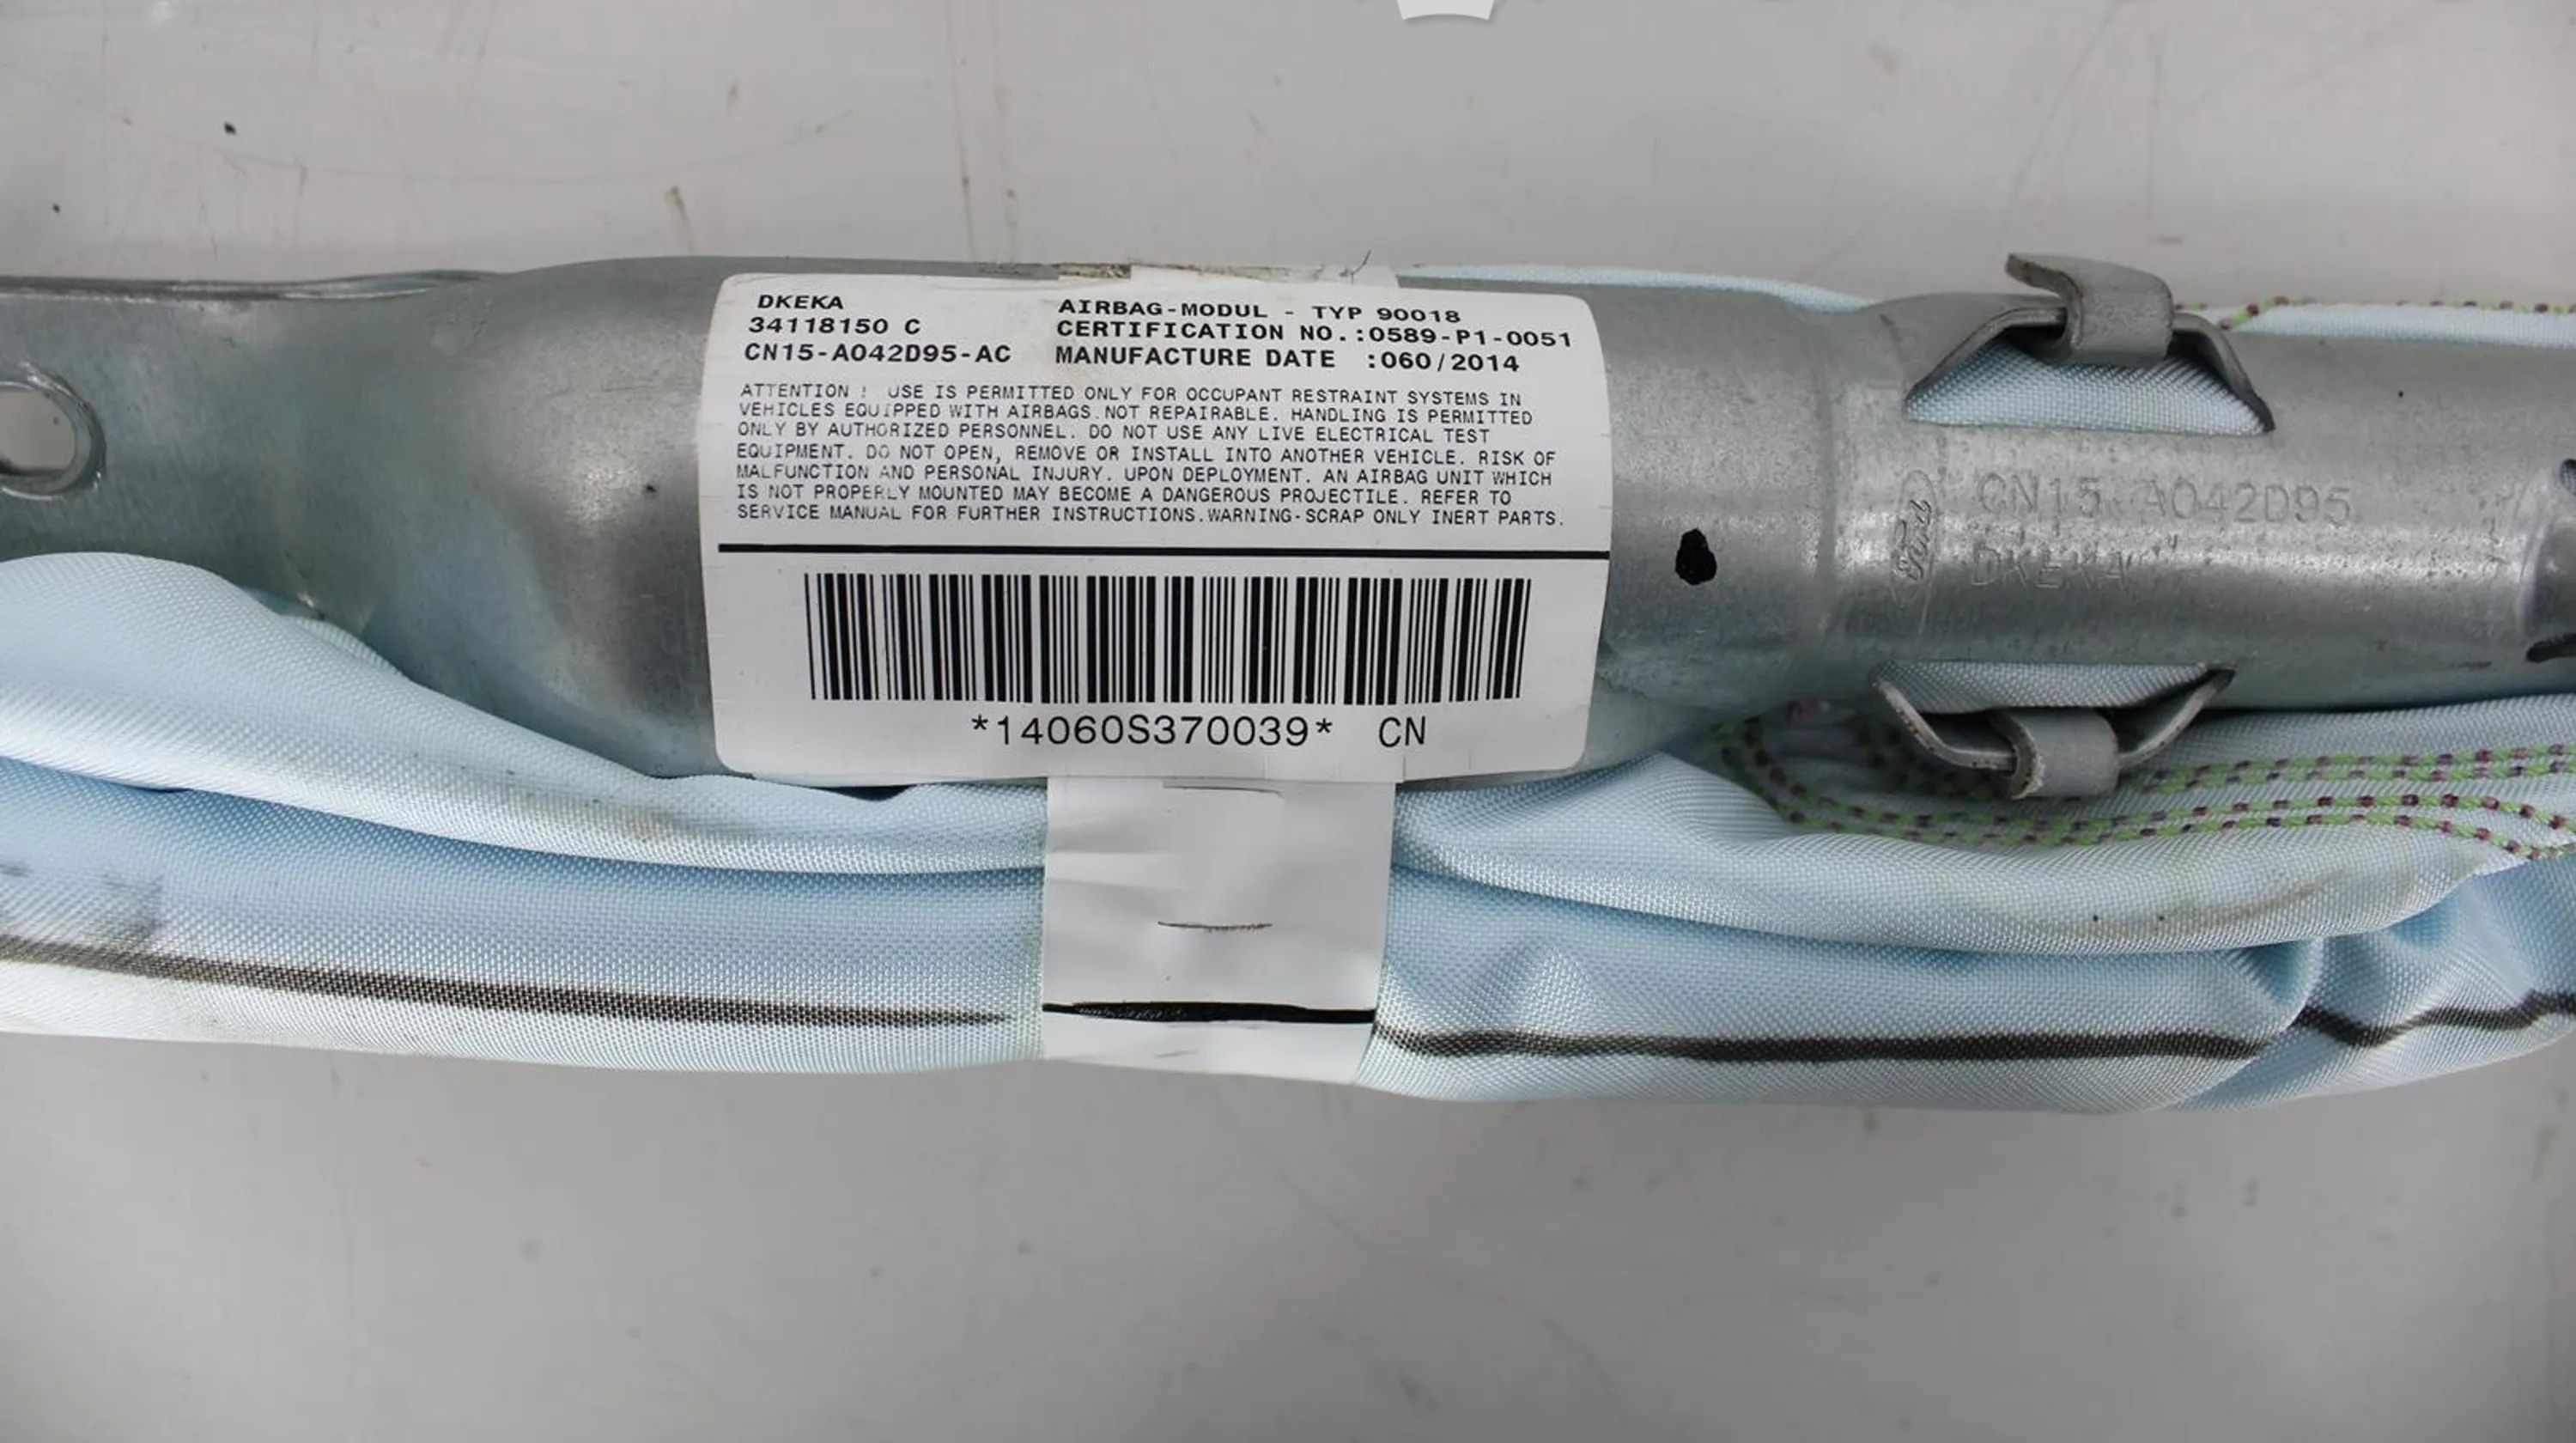 DKEKA
34118150 C
CN15-A042D95-AC
AIRBAG-MODUL - TYP 90018
CERTIFICATION NO.:0589-P1-0051
MANUFACTURE DATE :060/2014
ATTENTION ! USE IS PERMITTED ONLY FOR OCCUPANT RESTRAINT SYSTEMS IN
VEHICLES EQUIPPED WITH AIRBAGS.NOT REPAIRABLE. HANDLING IS PERMITTED
ONLY BY AUTHORIZED PERSONNEL. DO NOT USE ANY LIVE ELECTRICAL TEST
EQUIPMENT. DO NOT OPEN, REMOVE OR INSTALL INTO ANOTHER VEHICLE. RISK OF
MALFUNCTION AND PERSONAL INJURY. UPON DEPLOYMENT. AN AIRBAG UNIT WHICH
IS NOT PROPERLY MOUNTED MAY BECOME A DANGEROUS PROJECTILE. REFER TO
SERVICE MANUAL FOR FURTHER INSTRUCTIONS.WARNING-SCRAP ONLY INERT PARTS.
*14060S370039* CN
Ford
CN15 A042D95
DKEKA